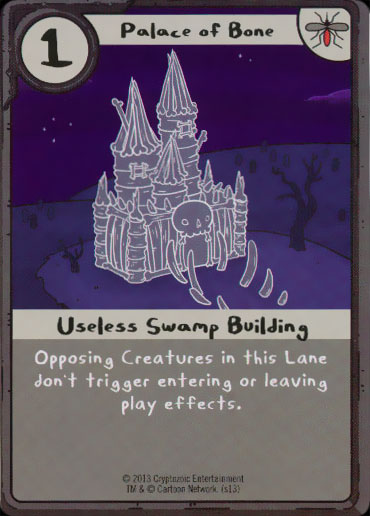 1
Palace of Bone
Useless Swamp Building
Opposing Creatures in this Lane
don't trigger entering or leaving
play effects.
© 2013 Cryptozoic Entertainment
TM & © Cartoon Network. (s13)